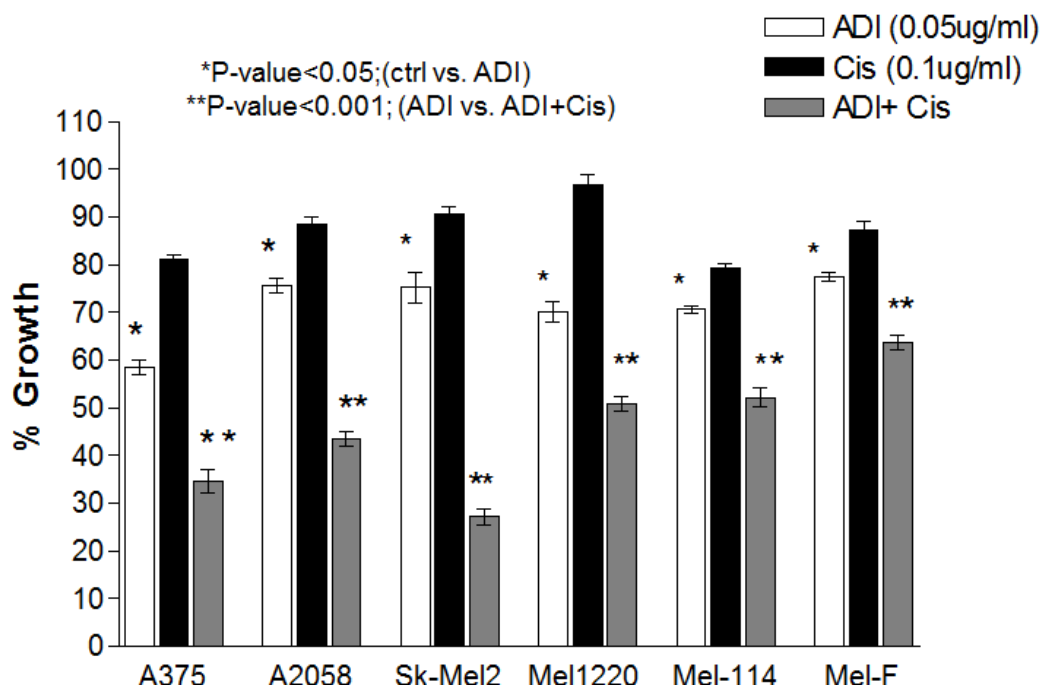 ADI (0.05ug/ml)
Cis (0.1ug/ml)
ADI+ Cis
*P-value<0.05;(ctrl vs. ADI)
**P-value<0.001; (ADI vs. ADI+Cis)
% Growth
110
100
90
80
70
60
50
40
30
20
10
0
* ** * ** * ** * ** * ** * **
A375 A2058 Sk-Mel2 Mel1220 Mel-114 Mel-F